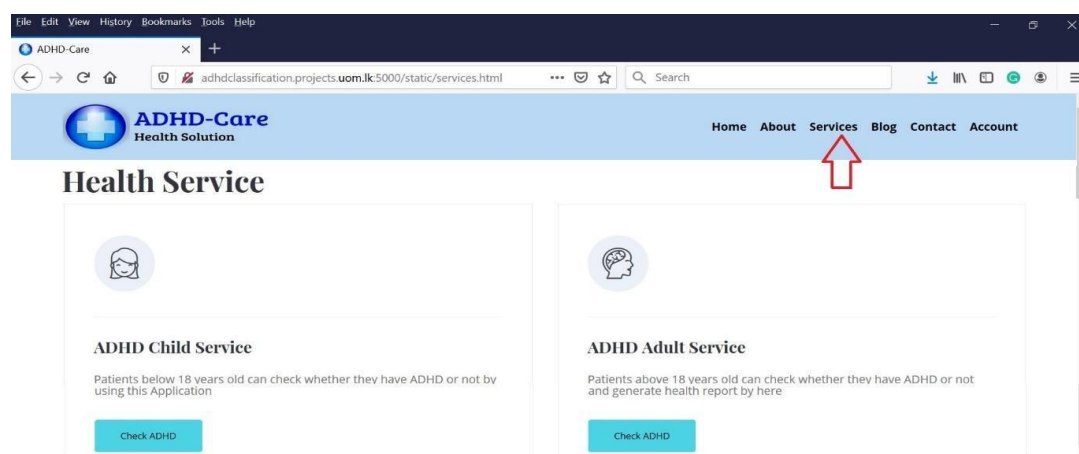 File Edit View History Bookmarks Tools Help
ADHD-Care
adhdclassification.projects.uom.lk:5000/static/services.html
Search
ADHD-Care
Health Solution
Home About Services Blog Contact Account
Health Service
ADHD Child Service
Patients below 18 years old can check whether they have ADHD or not by
using this Application
Check ADHD
ADHD Adult Service
Patients above 18 years old can check whether they have ADHD or not
and generate health report by here
Check ADHD